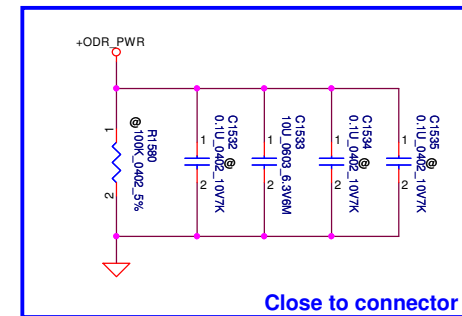 +ODR_PWR
1
2
@
R1580
100K_0402_5%
1
2
C1532
0.1U_0402_10V7K
@
1
2
C1533
10U_0603_6.3V6M
1
2
C1534
0.1U_0402_10V7K
@
1
2
C1535
0.1U_0402_10V7K
@
Close to connector